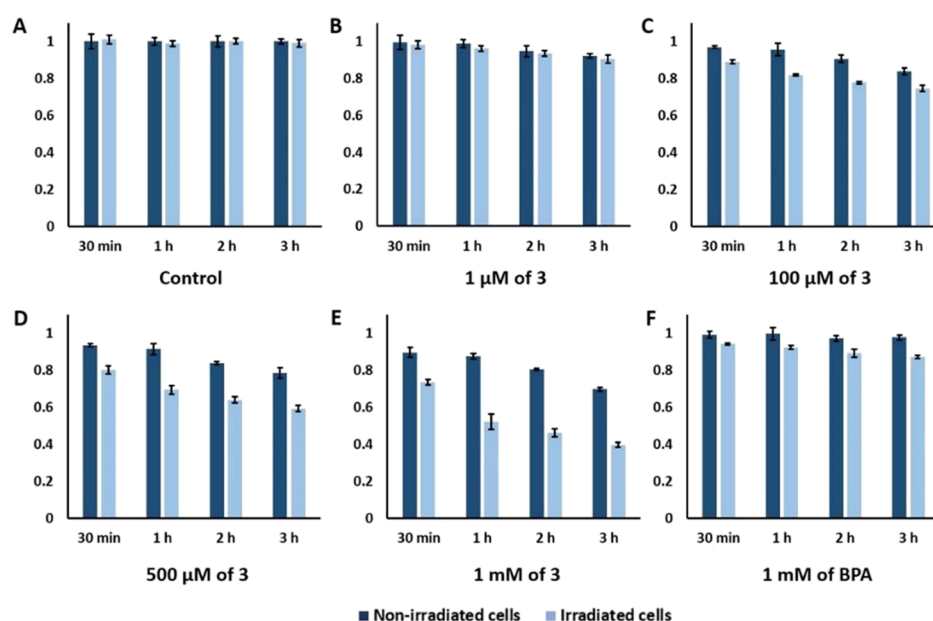 A
1
0.8
0.6
0.4
0.2
0
30 min 1 h 2 h 3 h
Control
B
1
0.8
0.6
0.4
0.2
0
30 min 1 h 2 h 3 h
1 µM of 3
C
1
0.8
0.6
0.4
0.2
0
30 min 1 h 2 h 3 h
100 µM of 3
D
1
0.8
0.6
0.4
0.2
0
30 min 1 h 2 h 3 h
500 µM of 3
E
1
0.8
0.6
0.4
0.2
0
30 min 1 h 2 h 3 h
1 mM of 3
F
1
0.8
0.6
0.4
0.2
0
30 min 1 h 2 h 3 h
1 mM of BPA
Non-irradiated cells Irradiated cells